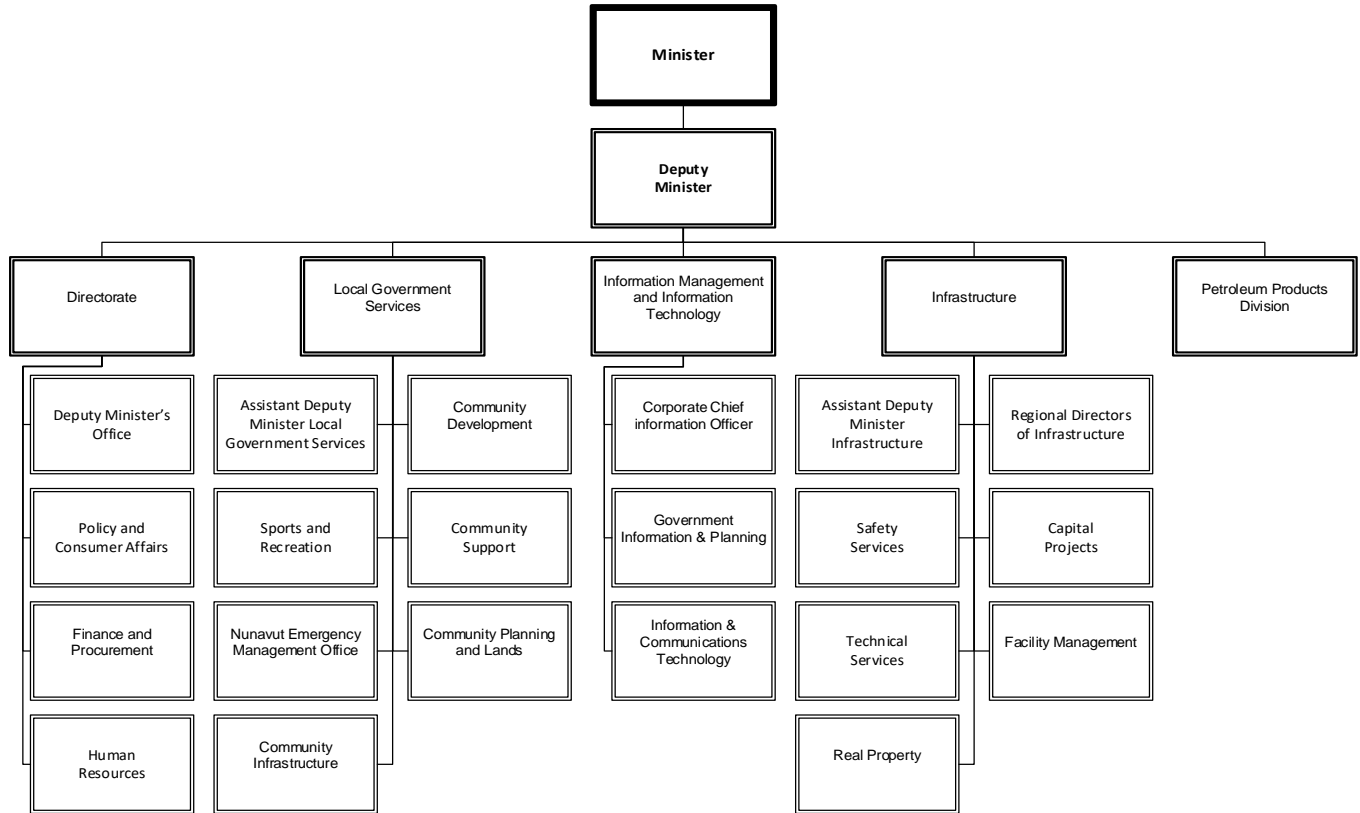 Minister
Deputy
Minister
Directorate
Local Government
Services
Information Management
and Information
Technology
Infrastructure
Petroleum Products
Division
Deputy Minister's
Office
Assistant Deputy
Minister Local
Government Services
Community
Development
Corporate Chief
information Officer
Assistant Deputy
Minister
Infrastructure
Regional Directors
of Infrastructure
Policy and
Consumer Affairs
Sports and
Recreation
Community
Support
Government
Information & Planning
Safety
Services
Capital
Projects
Finance and
Procurement
Nunavut Emergency
Management Office
Community Planning
and Lands
Information &
Communications
Technology
Technical
Services
Facility Management
Human
Resources
Community
Infrastructure
Real Property